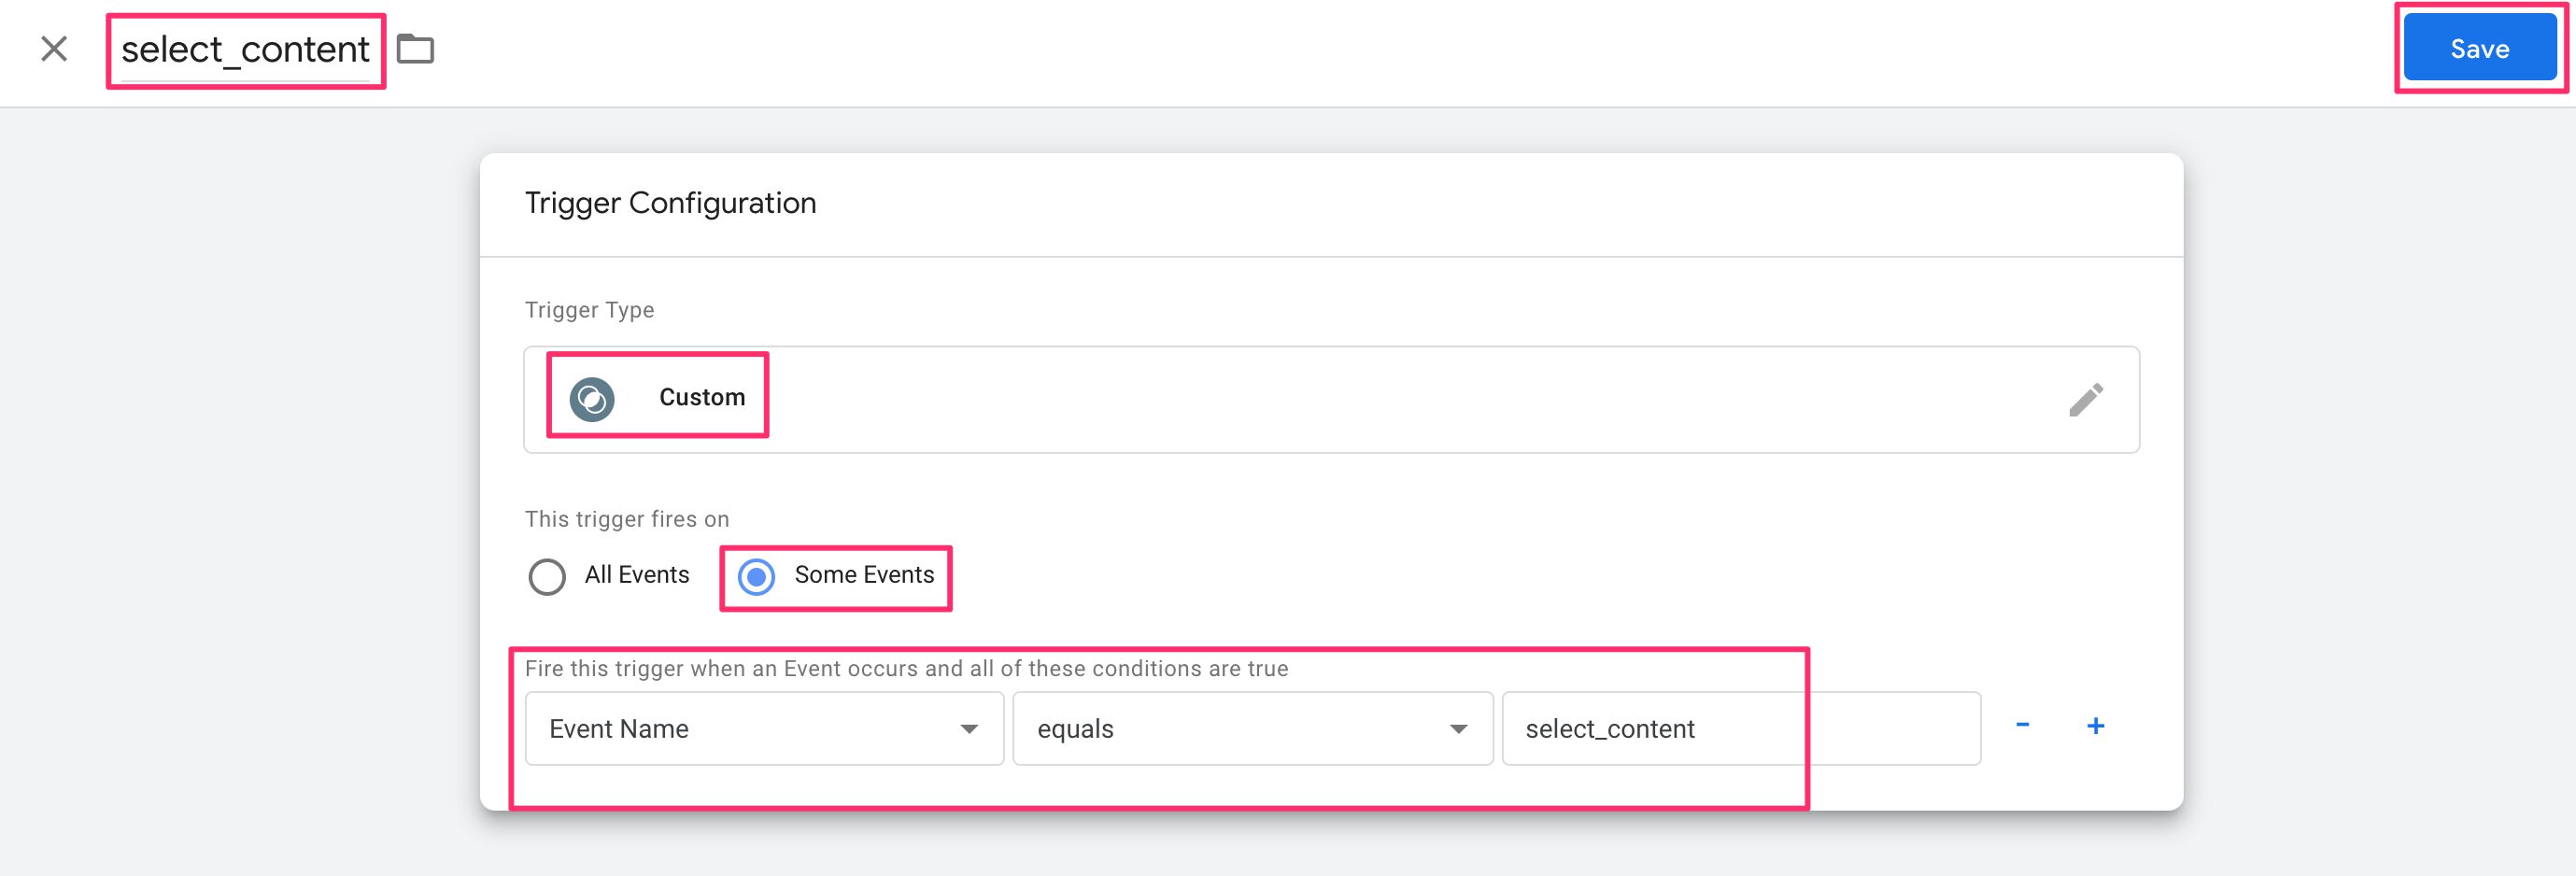 select_content
Save
Trigger Configuration
Trigger Type
Custom
This trigger fires on
All Events Some Events
Fire this trigger when an Event occurs and all of these conditions are true
Event Name equals select_content - +